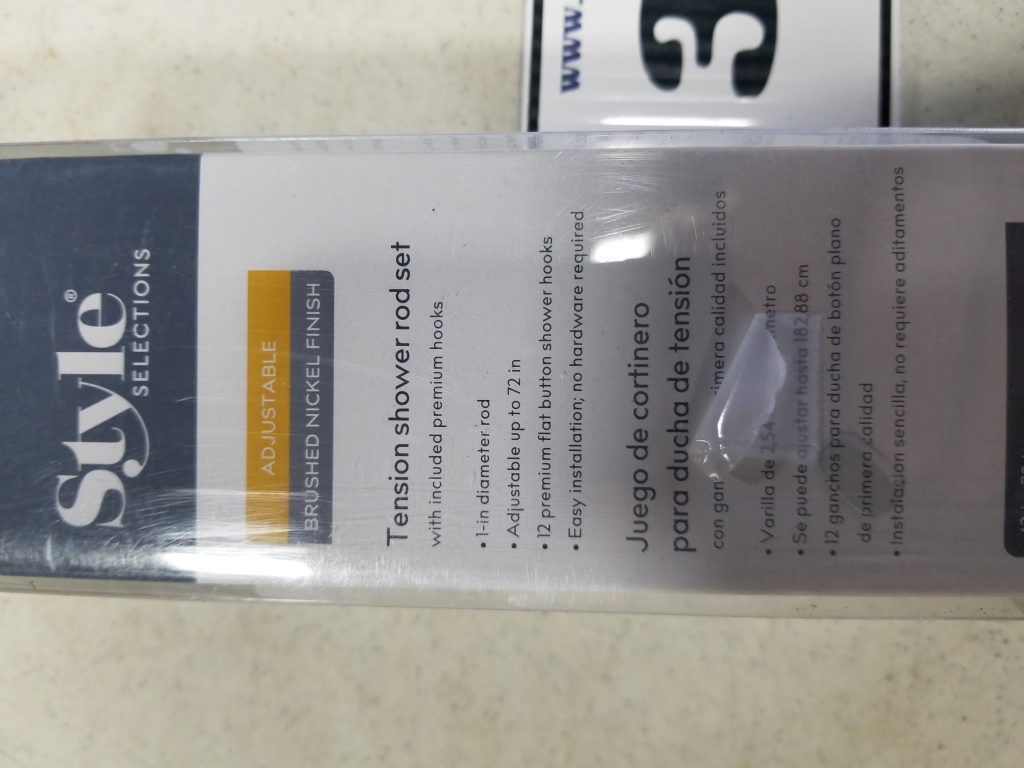 www.
3
Style®
SELECTIONS
ADJUSTABLE
BRUSHED NICKEL FINISH
Tension shower rod set
with included premium hooks
• 1-in diameter rod
• Adjustable up to 72 in
• 12 premium flat button shower hooks
• Easy installation; no hardware required
Juego de cortinero
para ducha de tensión
con calidad incluidos
• Varilla de 2.54
• Se puede ajustar hasta 182.88 cm
• 12 ganchos para ducha de botón plano
de primera calidad
• Instalación sencilla, no requiere aditamentos